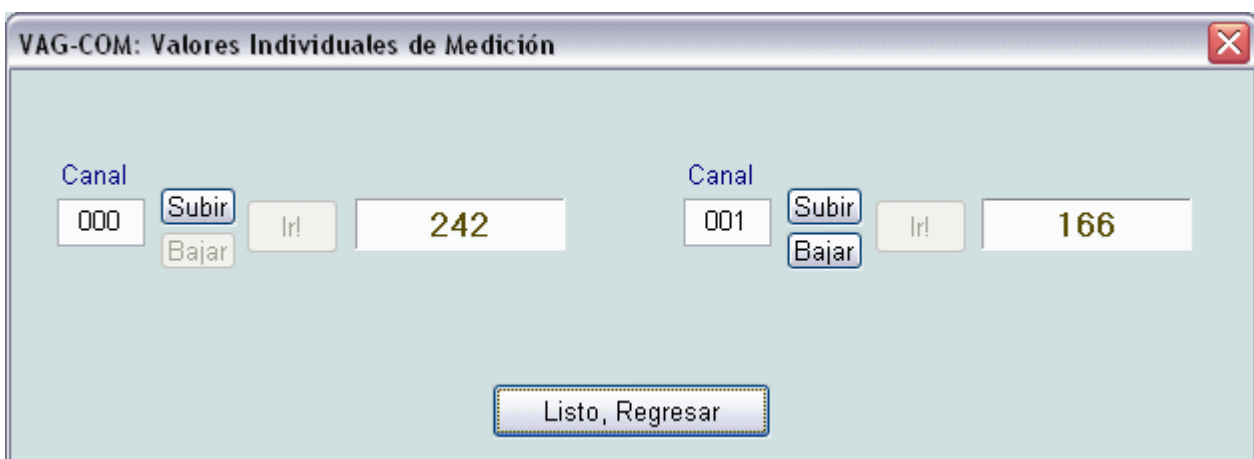 VAG-COM: Valores Individuales de Medición
Canal
000
Subir
Bajar
Ir!
242
Canal
001
Subir
Bajar
Ir!
166
Listo, Regresar